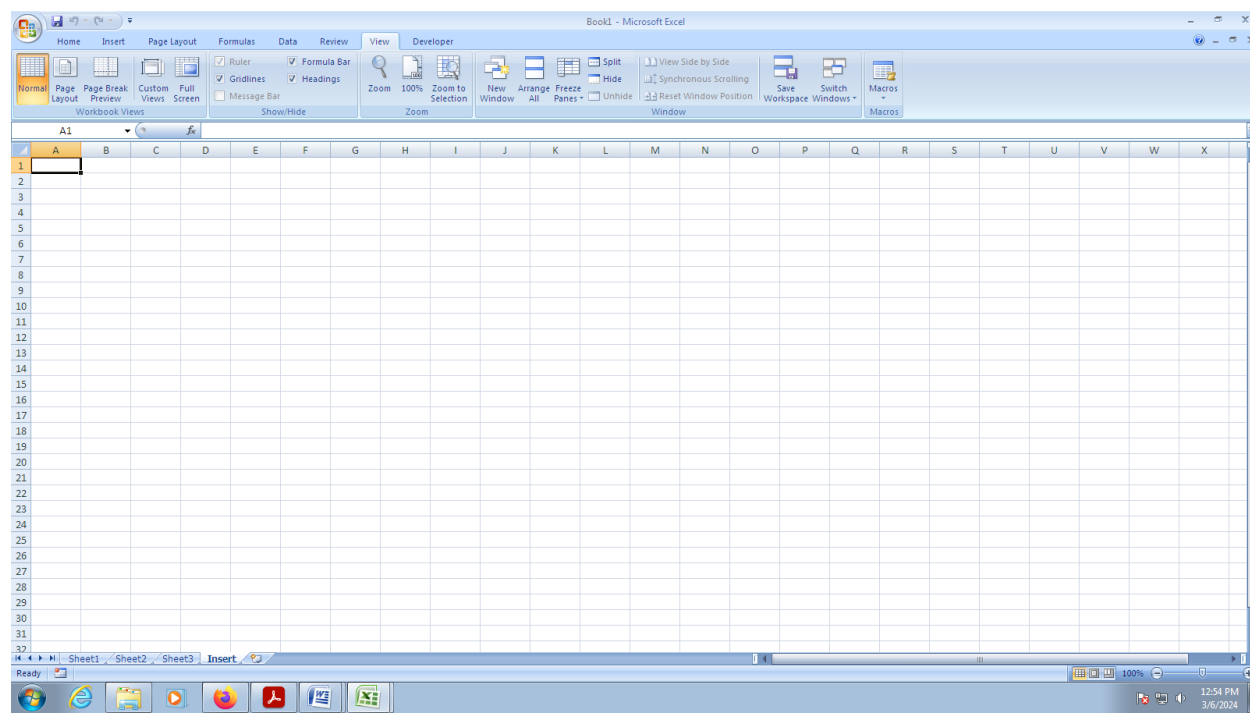 Book1 - Microsoft Excel
Home Insert Page Layout Formulas Data Review View Developer
Ruler Formula Bar Split View Side by Side
Gridlines Headings Hide Synchronous Scrolling
Message Bar Unhide Reset Window Position
Normal Page Layout Page Break Preview Custom Views Full Screen Zoom 100% Zoom to Selection New Window Arrange All Freeze Panes Save Workspace Switch Windows Macros
Workbook Views Show/Hide Zoom Window Macros
A1 fx
A B C D E F G H I J K L M N O P Q R S T U V W X
1
2
3
4
5
6
7
8
9
10
11
12
13
14
15
16
17
18
19
20
21
22
23
24
25
26
27
28
29
30
31
32
Sheet1 Sheet2 Sheet3 Insert
Ready 100%
12:54 PM
3/6/2024